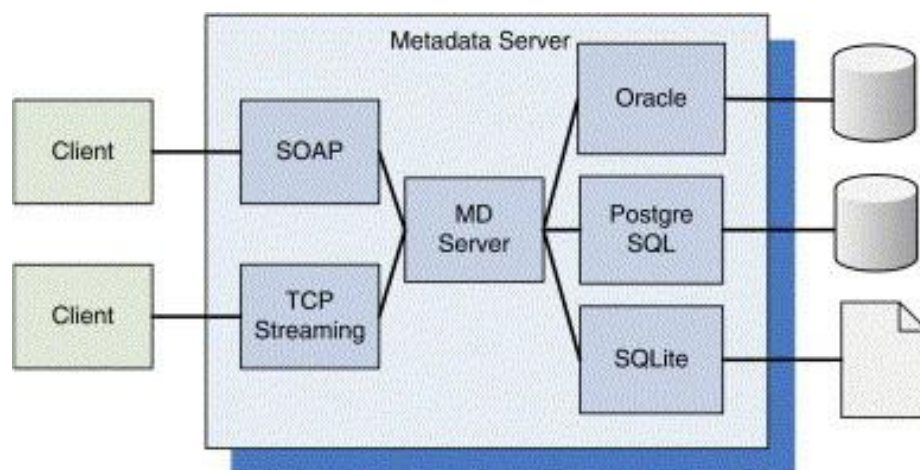 Metadata Server
Client
SOAP
Oracle
MD
Server
Postgre
SQL
Client
TCP
Streaming
SQLite